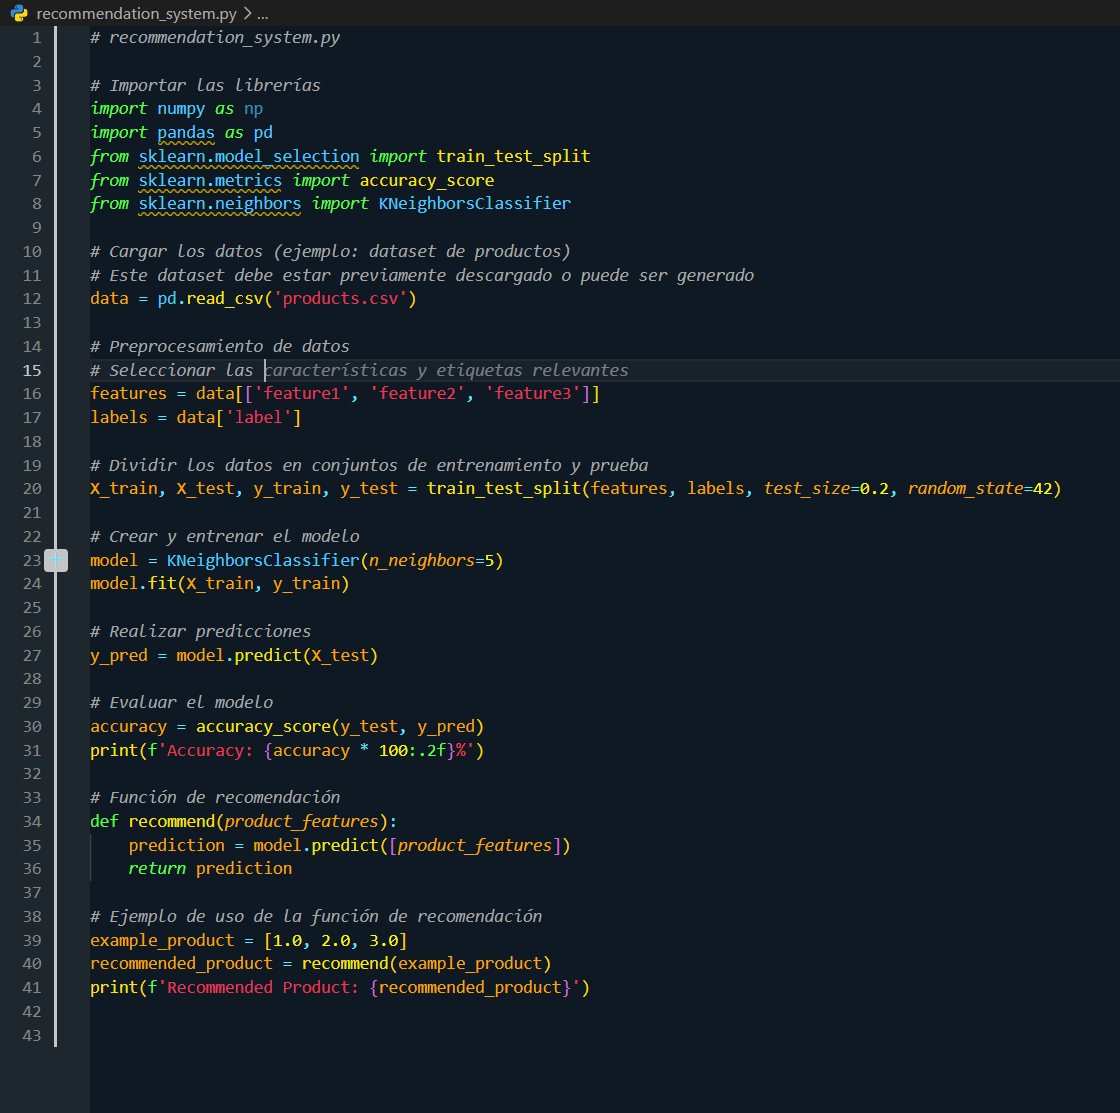 recommendation_system.py > ...
1 # recommendation_system.py
2
3 # Importar las librerías
4 import numpy as np
5 import pandas as pd
6 from sklearn.model_selection import train_test_split
7 from sklearn.metrics import accuracy_score
8 from sklearn.neighbors import KNeighborsClassifier
9
10 # Cargar los datos (ejemplo: dataset de productos)
11 # Este dataset debe estar previamente descargado o puede ser generado
12 data = pd.read_csv('products.csv')
13
14 # Preprocesamiento de datos
15 # Seleccionar las características y etiquetas relevantes
16 features = data[['feature1', 'feature2', 'feature3']]
17 labels = data['label']
18
19 # Dividir los datos en conjuntos de entrenamiento y prueba
20 X_train, X_test, y_train, y_test = train_test_split(features, labels, test_size=0.2, random_state=42)
21
22 # Crear y entrenar el modelo
23 model = KNeighborsClassifier(n_neighbors=5)
24 model.fit(X_train, y_train)
25
26 # Realizar predicciones
27 y_pred = model.predict(X_test)
28
29 # Evaluar el modelo
30 accuracy = accuracy_score(y_test, y_pred)
31 print(f'Accuracy: {accuracy * 100:.2f}%')
32
33 # Función de recomendación
34 def recommend(product_features):
35     prediction = model.predict([product_features])
36     return prediction
37
38 # Ejemplo de uso de la función de recomendación
39 example_product = [1.0, 2.0, 3.0]
40 recommended_product = recommend(example_product)
41 print(f'Recommended Product: {recommended_product}')
42
43